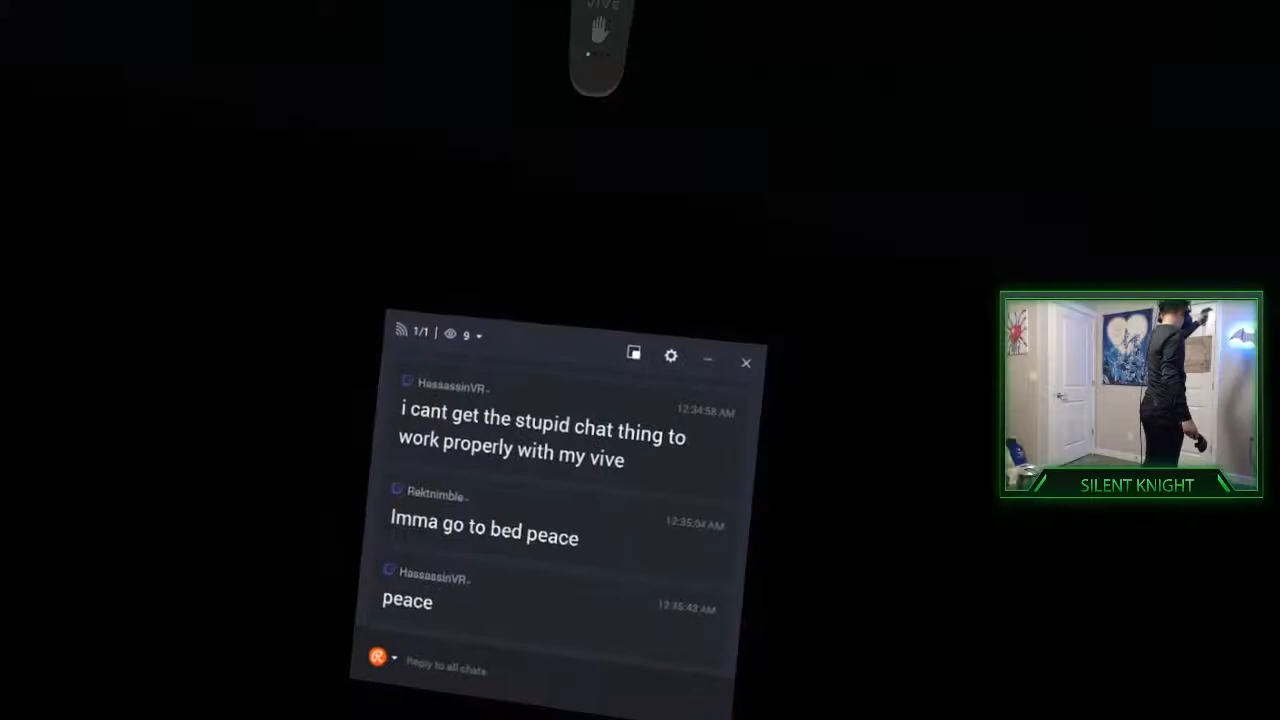 VIVE
1/1 | 9
HassassinVR
12:34:58 AM
i cant get the stupid chat thing to
work properly with my vive
Rektnimble
12:35:04 AM
Imma go to bed peace
HassassinVR
12:35:43 AM
peace
Reply to all chats
SILENT KNIGHT